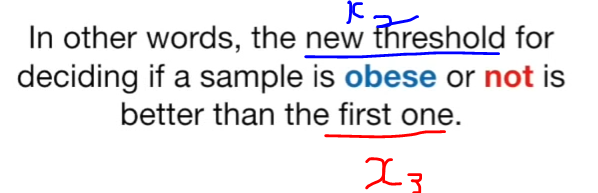 x₂
In other words, the new threshold for
deciding if a sample is obese or not is
better than the first one.
x₃